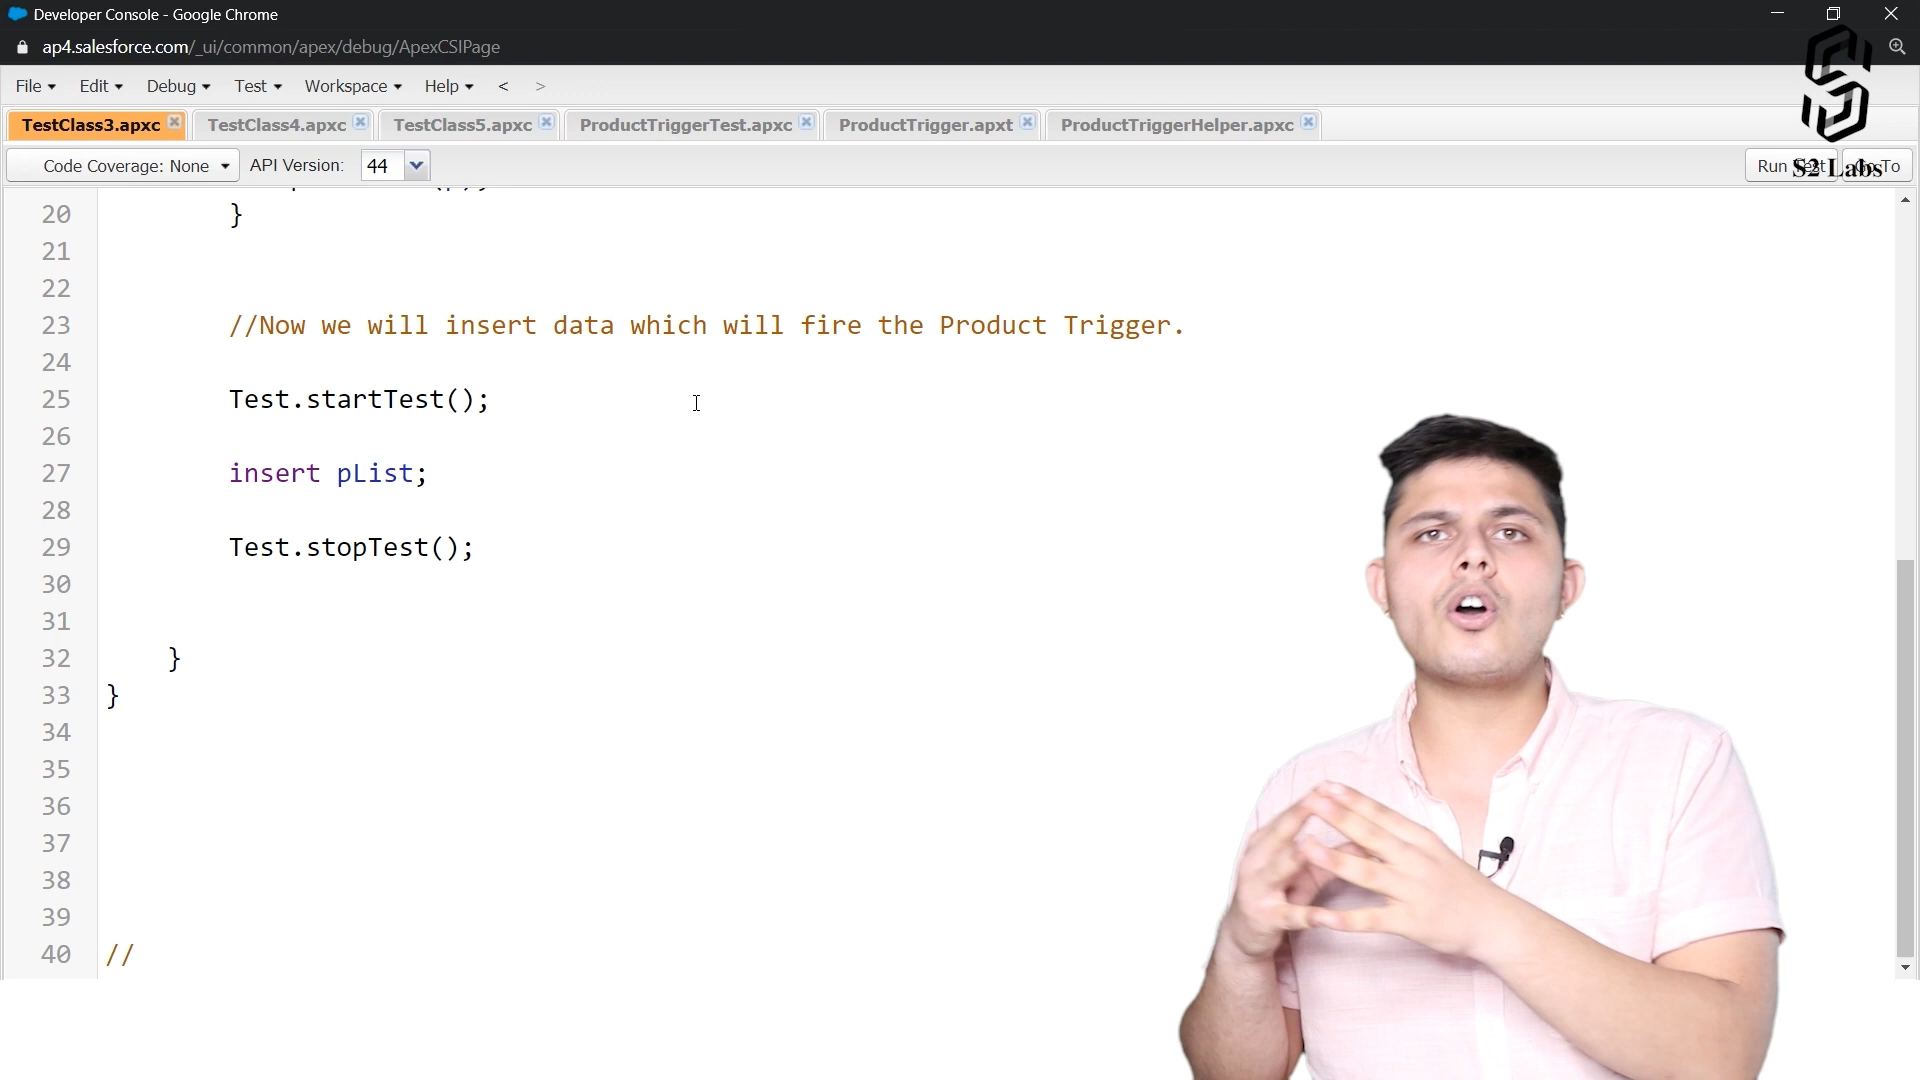 Developer Console - Google Chrome
ap4.salesforce.com/_ui/common/apex/debug/ApexCSIPage
File Edit Debug Test Workspace Help < >
TestClass3.apxc TestClass4.apxc TestClass5.apxc ProductTriggerTest.apxc ProductTrigger.apxt ProductTriggerHelper.apxc
Code Coverage: None API Version: 44 Run Test Go To
S2 Labs
20 }
21
22
23 //Now we will insert data which will fire the Product Trigger.
24
25 Test.startTest();
26
27 insert pList;
28
29 Test.stopTest();
30
31
32 }
33 }
34
35
36
37
38
39
40 //